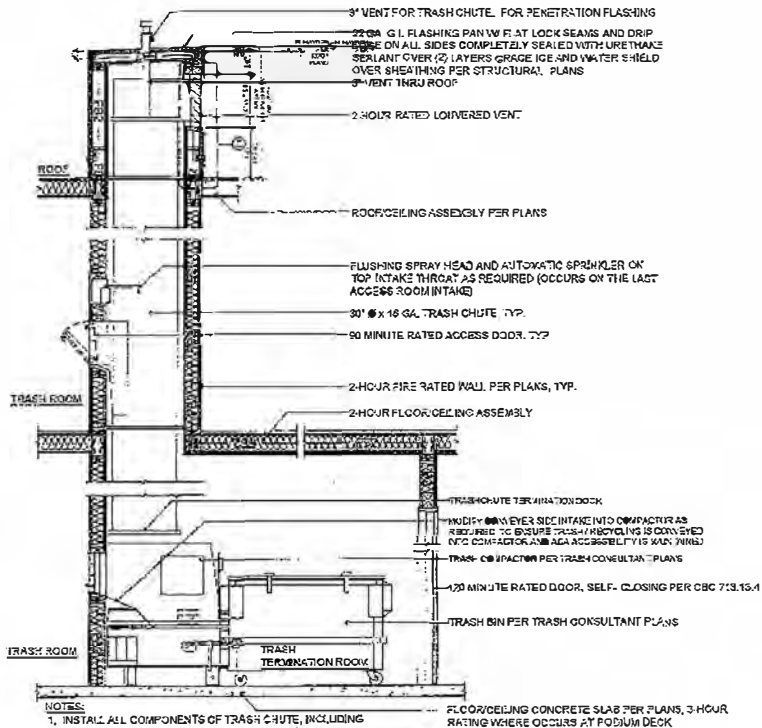 3" VENT FOR TRASH CHUTE. FOR PENETRATION FLASHING
22 GA G.I. FLASHING PAN W/ FLAT LOCK SEAMS AND DRIP
EDGE ON ALL SIDES COMPLETELY SEALED WITH URETHANE
SEALANT OVER (2) LAYERS GRACE ICE AND WATER SHIELD
OVER SHEATHING PER STRUCTURAL PLANS
3" VENT THRU ROOF
2-HOUR RATED LOUVERED VENT
ROOF
ROOF/CEILING ASSEMBLY PER PLANS
FLUSHING SPRAY HEAD AND AUTOMATIC SPRINKLER ON
TOP INTAKE THROAT AS REQUIRED (OCCURS ON THE LAST
ACCESS ROOM INTAKE)
30" Ø x 16 GA. TRASH CHUTE, TYP.
90 MINUTE RATED ACCESS DOOR, TYP
2-HOUR FIRE RATED WALL PER PLANS, TYP.
TRASH ROOM
2-HOUR FLOOR/CEILING ASSEMBLY
TRASH CHUTE TERMINATION DOOR
MODIFY CONVEYER SIDE INTAKE INTO COMPACTOR AS
REQUIRED TO ENSURE TRASH / RECYCLING IS CONVEYED
INTO COMPACTOR AND ADA ACCESSIBILITY IS MAINTAINED
TRASH COMPACTOR PER TRASH CONSULTANT PLANS
120 MINUTE RATED DOOR, SELF- CLOSING PER CBC 713.13.4
TRASH BIN PER TRASH CONSULTANT PLANS
TRASH ROOM
TRASH
TERMINATION ROOM
NOTES:
1. INSTALL ALL COMPONENTS OF TRASH CHUTE, INCLUDING
FLOOR/CEILING CONCRETE SLAB PER PLANS, 3-HOUR
RATING WHERE OCCURS AT PODIUM DECK